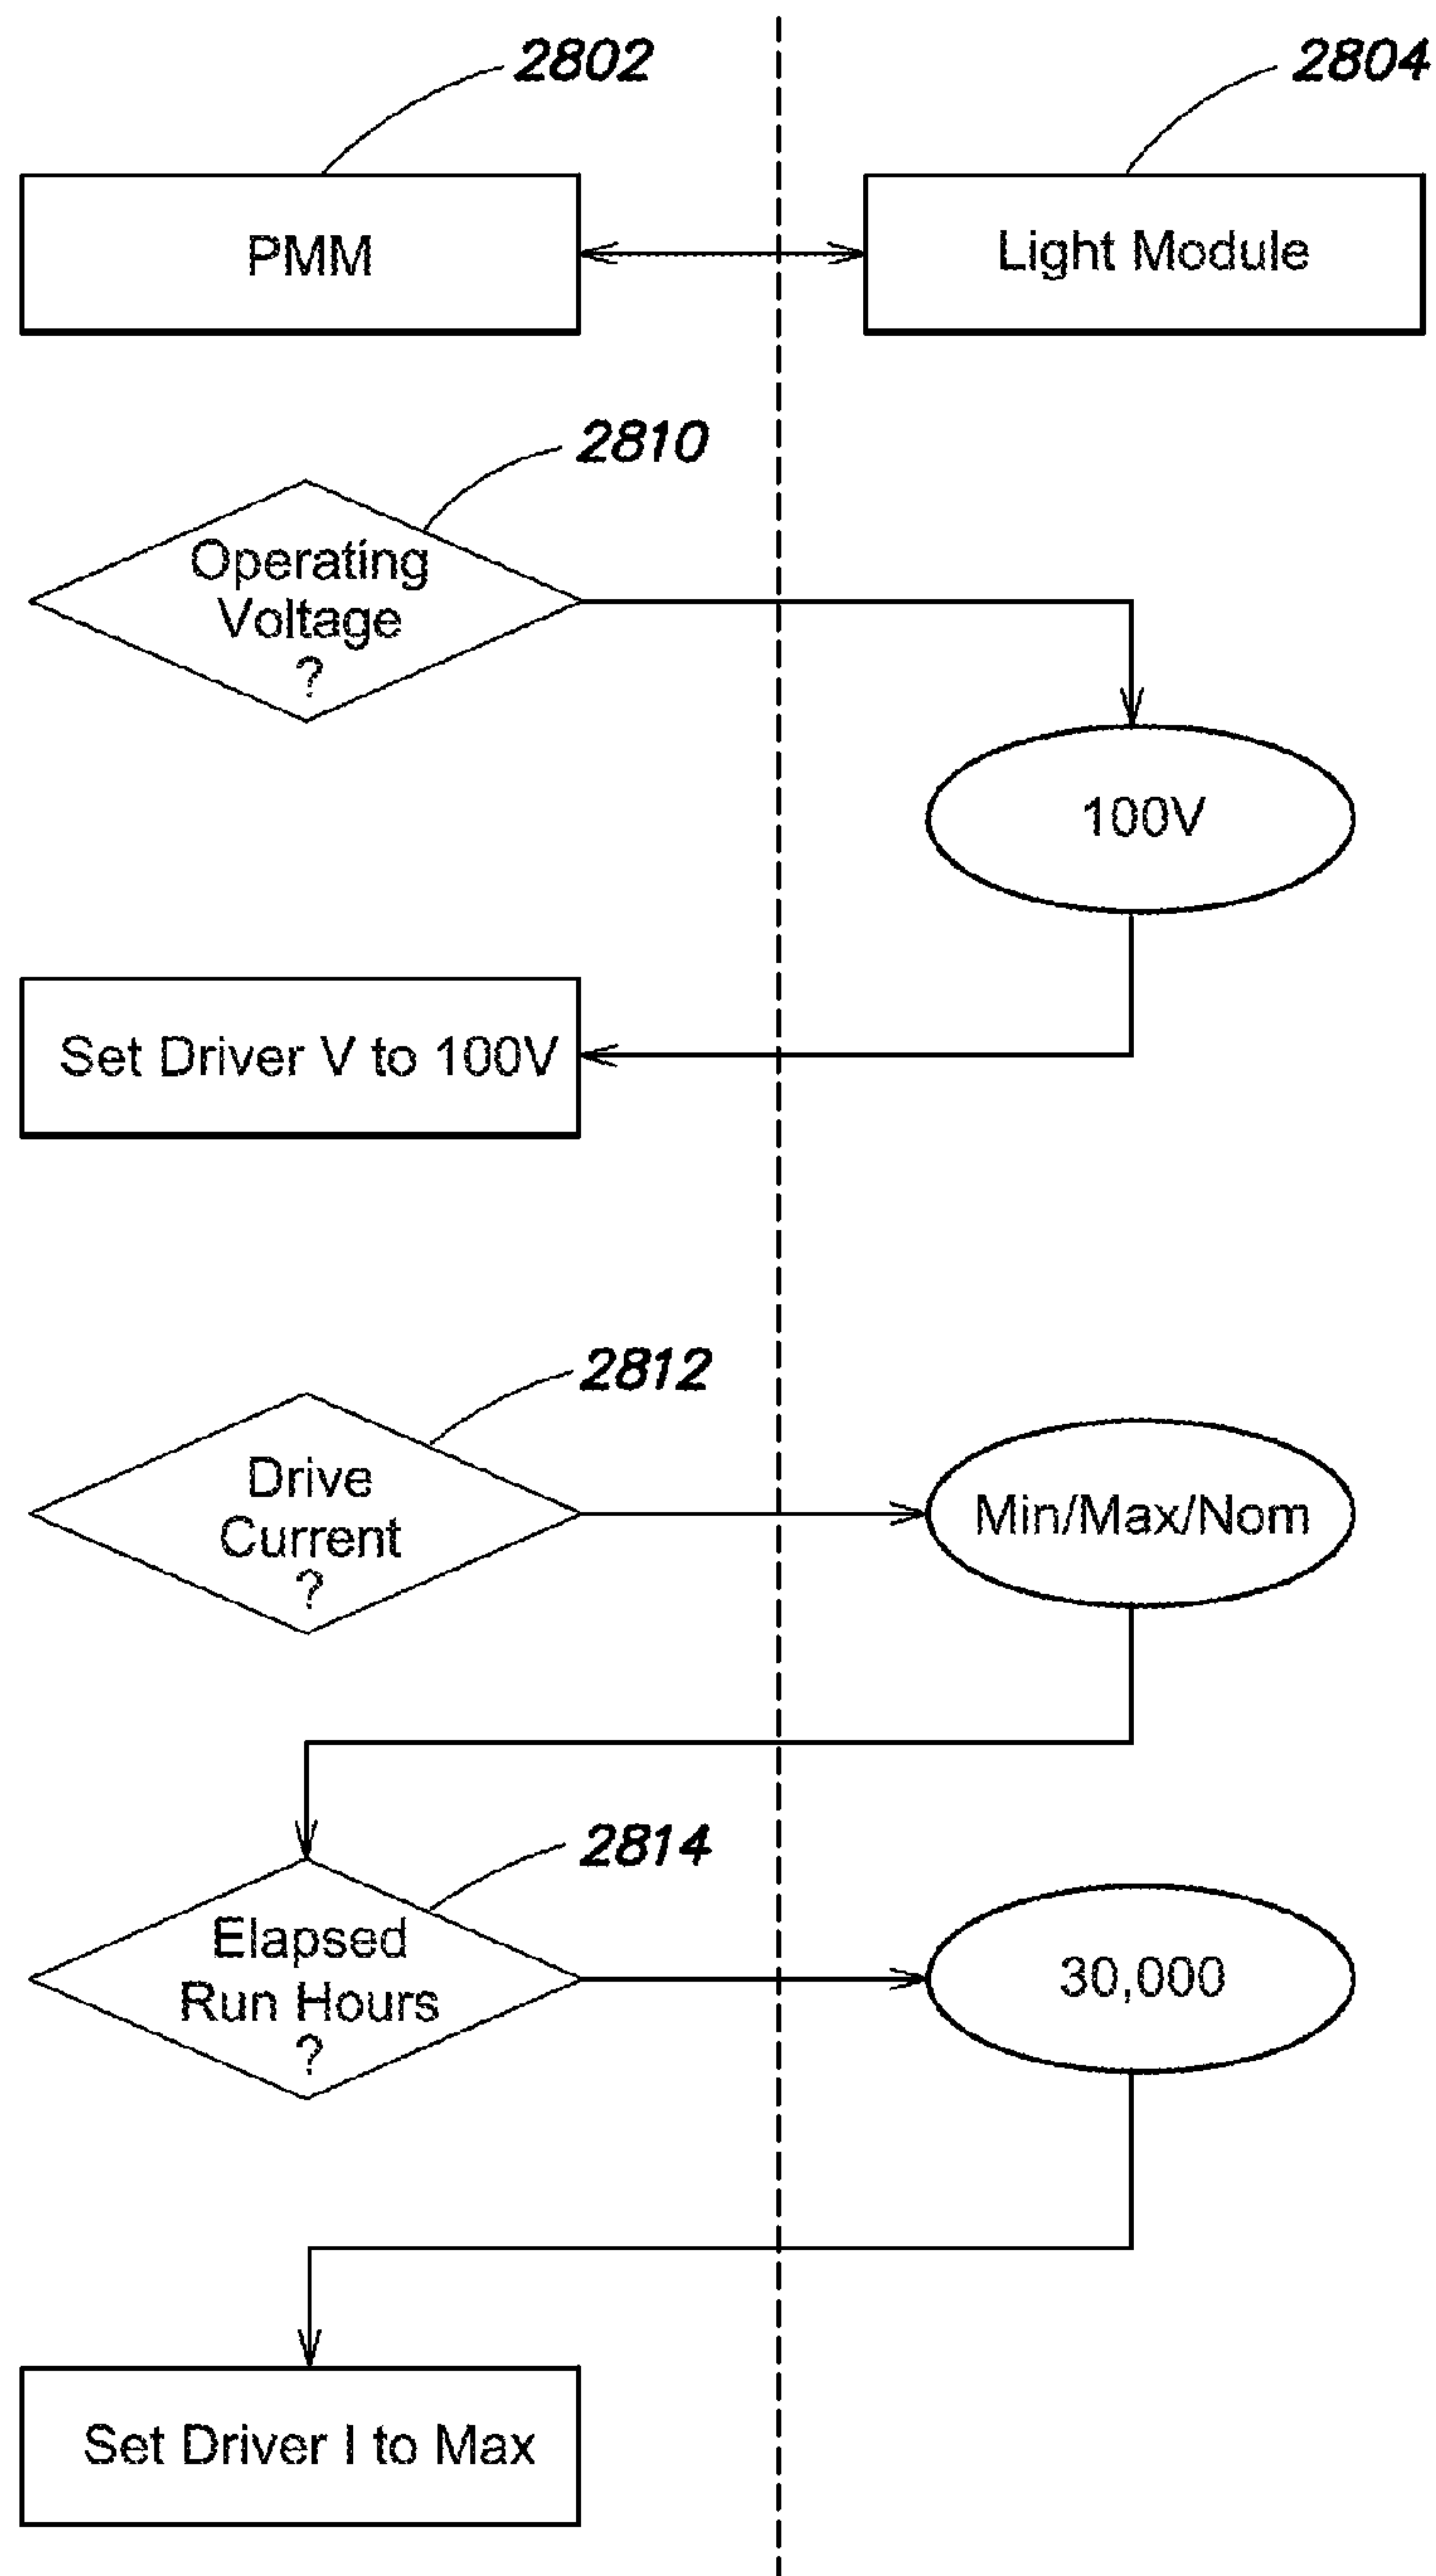 2802
2804
PMM
Light Module
2810
Operating
Voltage
?
100V
Set Driver V to 100V
2812
Drive
Current
?
Min/Max/Nom
2814
Elapsed
Run Hours
?
30,000
Set Driver I to Max